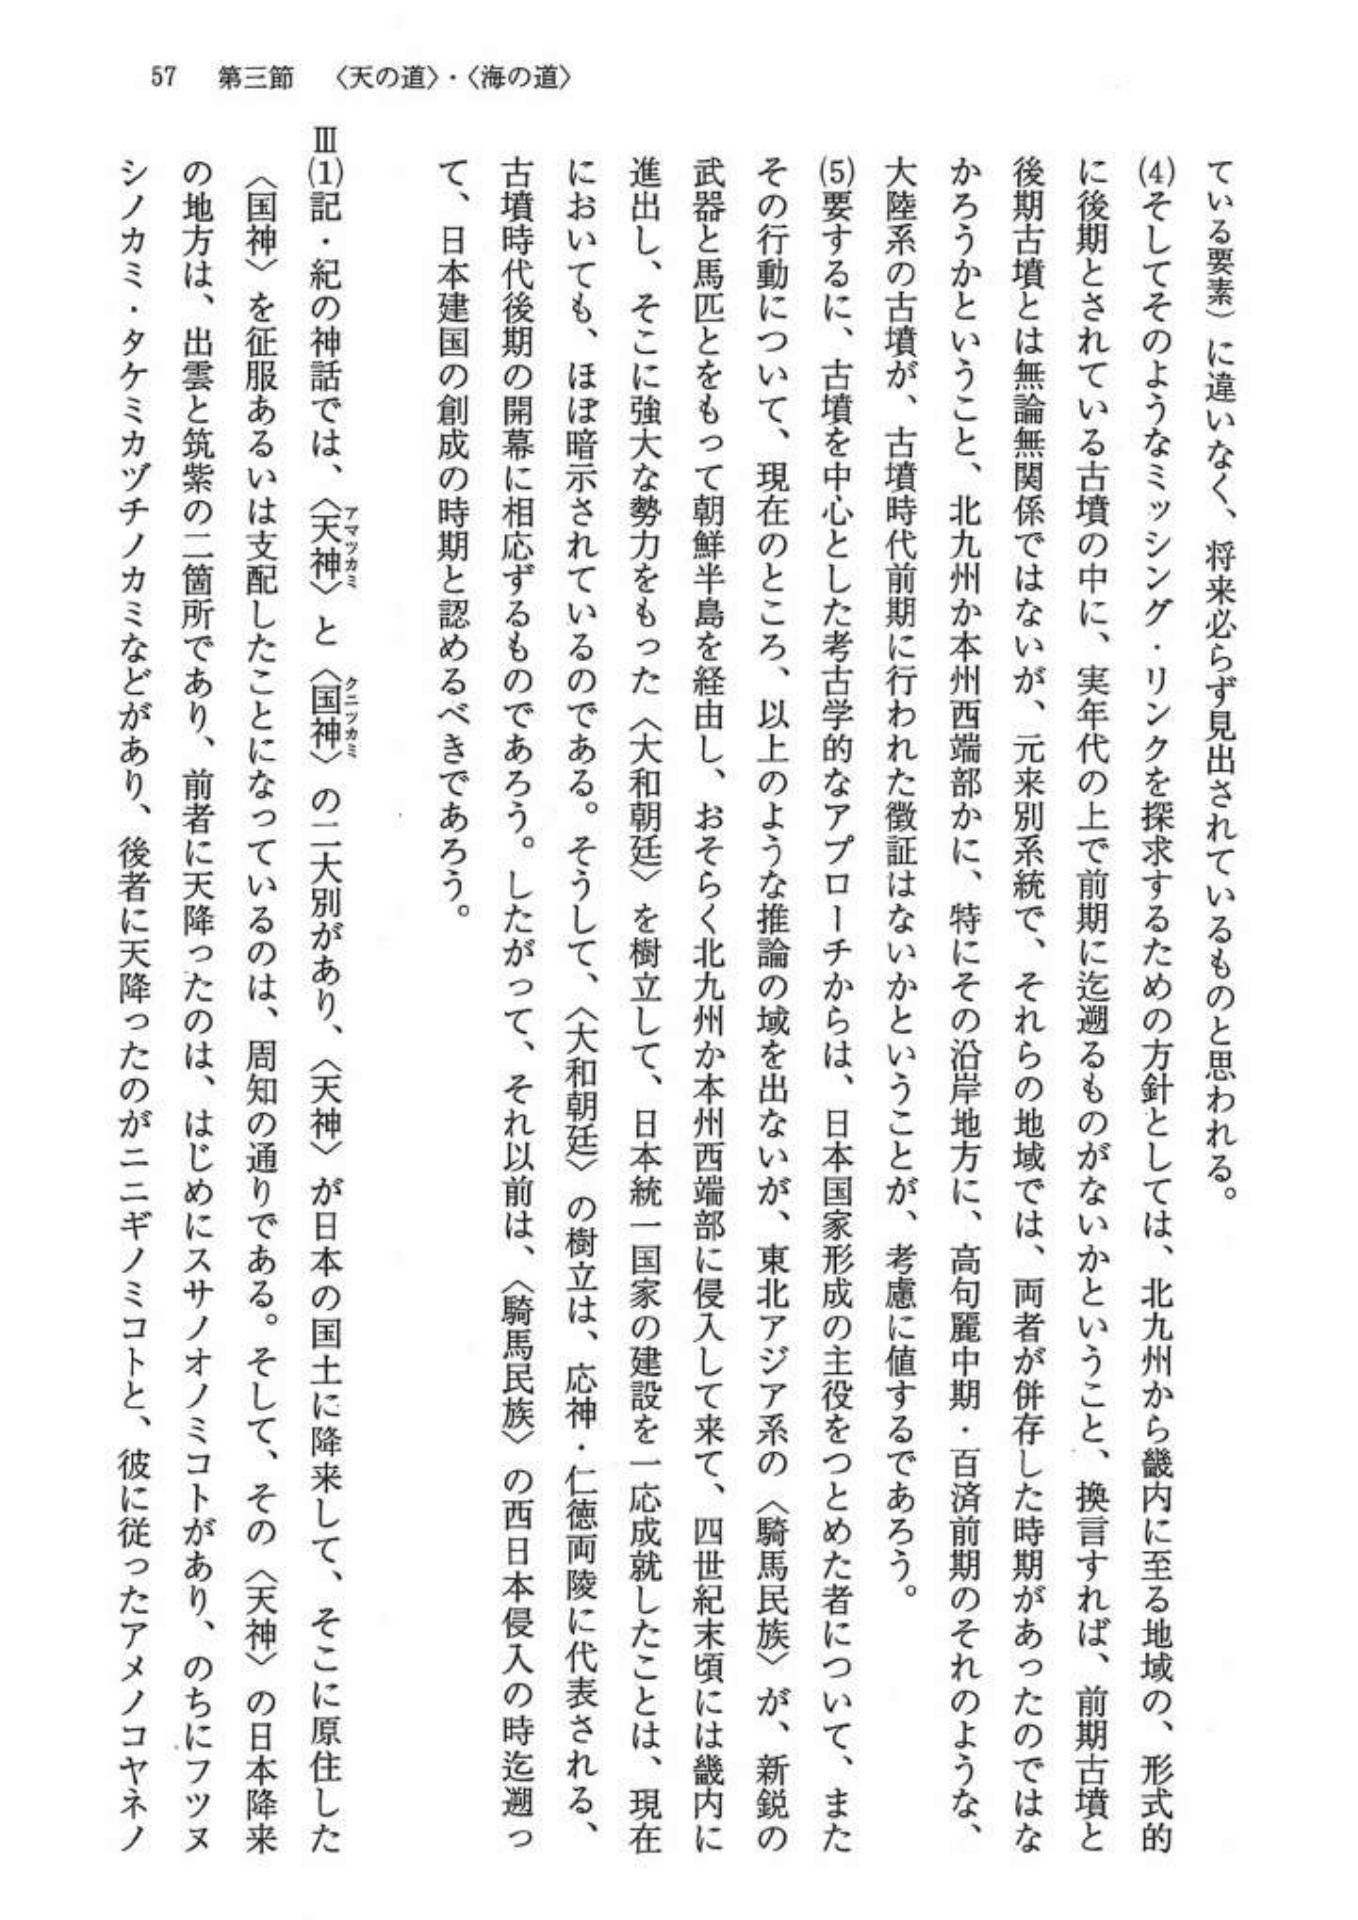 57　第三節　〈天の道〉・〈海の道〉
ている要素）に違いなく、将来必らず見出されているものと思われる。
(4)そしてそのようなミッシング・リンクを探求するための方針としては、北九州から畿内に至る地域の、形式的
に後期とされている古墳の中に、実年代の上で前期に迄遡るものがないかということ、換言すれば、前期古墳と
後期古墳とは無論無関係ではないが、元来別系統で、それらの地域では、両者が併存した時期があったのではな
かろうかということ、北九州か本州西端部かに、特にその沿岸地方に、高句麗中期・百済前期のそれのような、
大陸系の古墳が、古墳時代前期に行われた徴証はないかということが、考慮に値するであろう。
(5)要するに、古墳を中心とした考古学的なアプローチからは、日本国家形成の主役をつとめた者について、また
その行動について、現在のところ、以上のような推論の域を出ないが、東北アジア系の〈騎馬民族〉が、新鋭の
武器と馬匹とをもって朝鮮半島を経由し、おそらく北九州か本州西端部に侵入して来て、四世紀末頃には畿内に
進出し、そこに強大な勢力をもった〈大和朝廷〉を樹立して、日本統一国家の建設を一応成就したことは、現在
においても、ほぼ暗示されているのである。そうして、〈大和朝廷〉の樹立は、応神・仁徳両陵に代表される、
古墳時代後期の開幕に相応ずるものであろう。したがって、それ以前は、〈騎馬民族〉の西日本侵入の時迄遡っ
て、日本建国の創成の時期と認めるべきであろう。
アマツカミ　クニツカミ
Ⅲ(1)記・紀の神話では、〈天神〉と〈国神〉の二大別があり、〈天神〉が日本の国土に降来して、そこに原住した
〈国神〉を征服あるいは支配したことになっているのは、周知の通りである。そして、その〈天神〉の日本降来
の地方は、出雲と筑紫の二箇所であり、前者に天降ったのは、はじめにスサノオノミコトがあり、のちにフツヌ
シノカミ・タケミカヅチノカミなどがあり、後者に天降ったのがニニギノミコトと、彼に従ったアメノコヤネノ